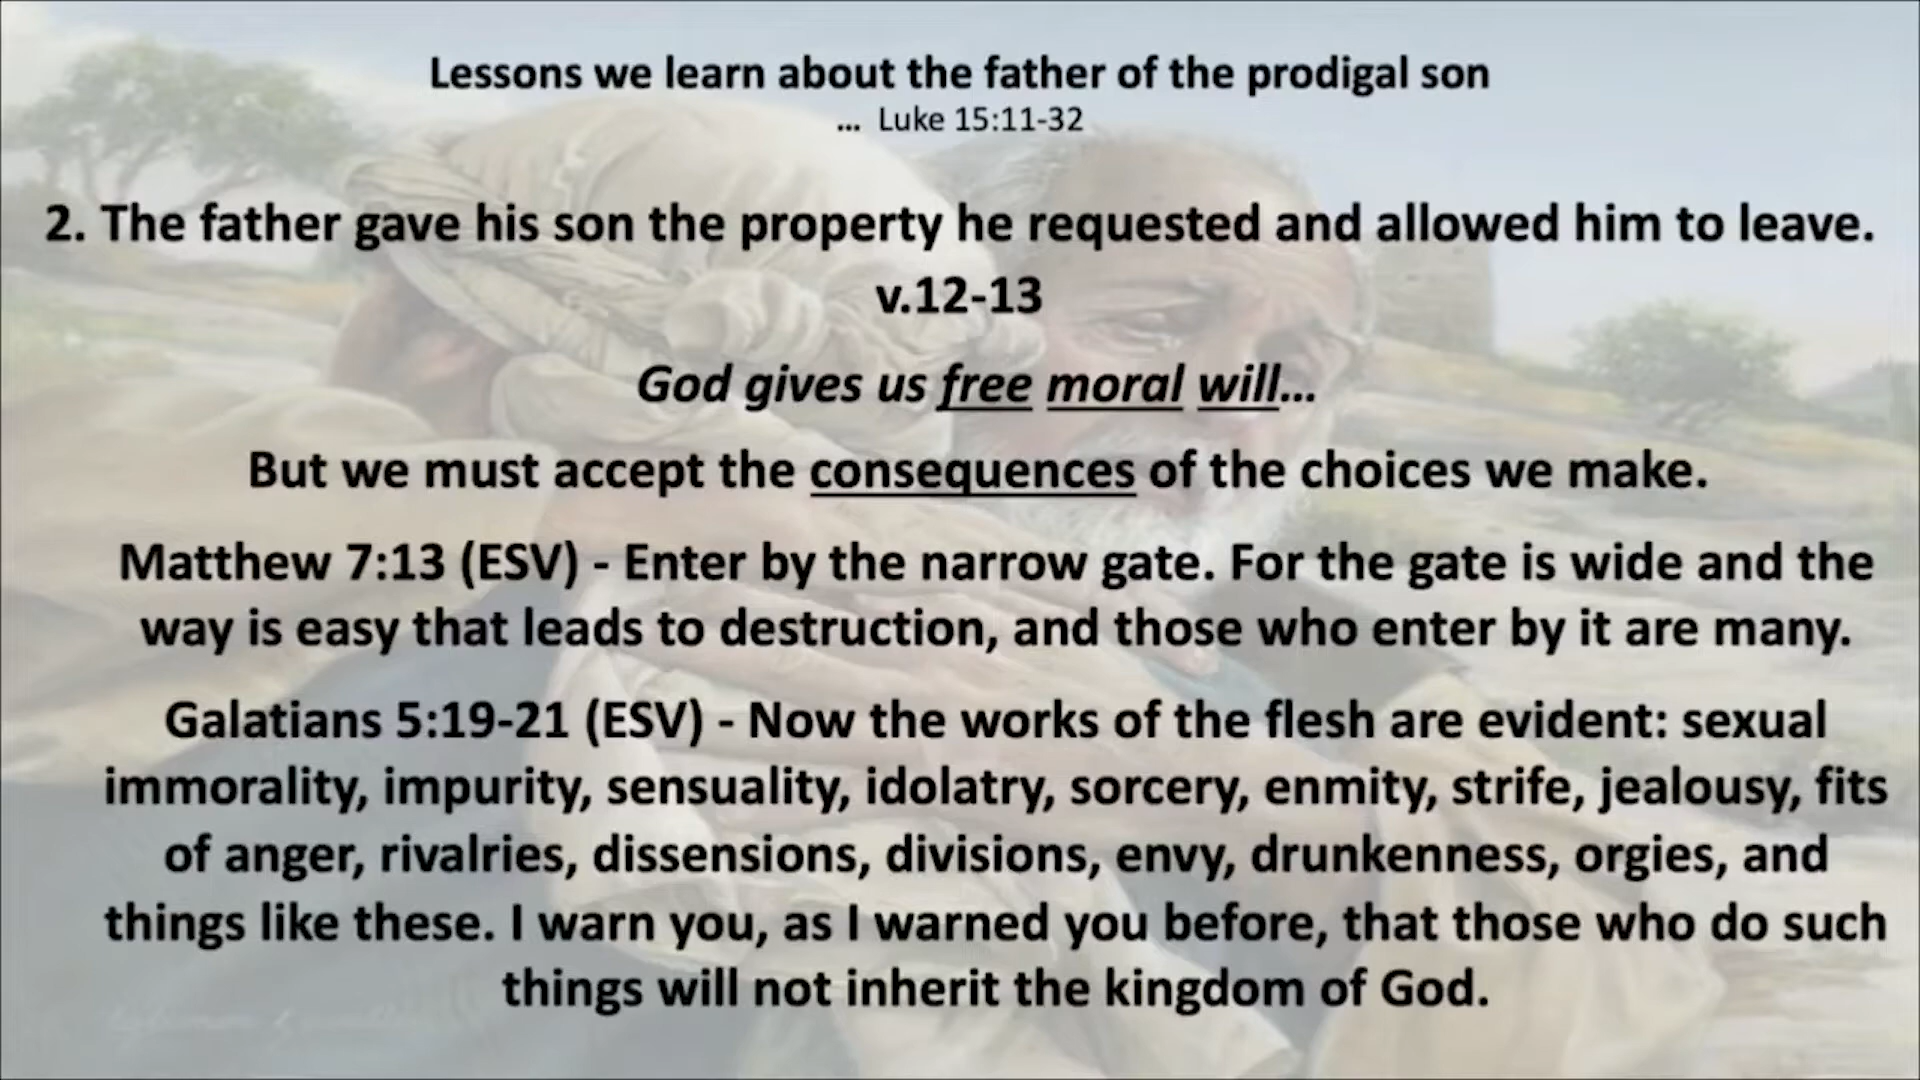 Lessons we learn about the father of the prodigal son
... Luke 15:11-32
2. The father gave his son the property he requested and allowed him to leave.
v.12-13
God gives us free moral will...
But we must accept the consequences of the choices we make.
Matthew 7:13 (ESV) - Enter by the narrow gate. For the gate is wide and the
way is easy that leads to destruction, and those who enter by it are many.
Galatians 5:19-21 (ESV) - Now the works of the flesh are evident: sexual
immorality, impurity, sensuality, idolatry, sorcery, enmity, strife, jealousy, fits
of anger, rivalries, dissensions, divisions, envy, drunkenness, orgies, and
things like these. I warn you, as I warned you before, that those who do such
things will not inherit the kingdom of God.